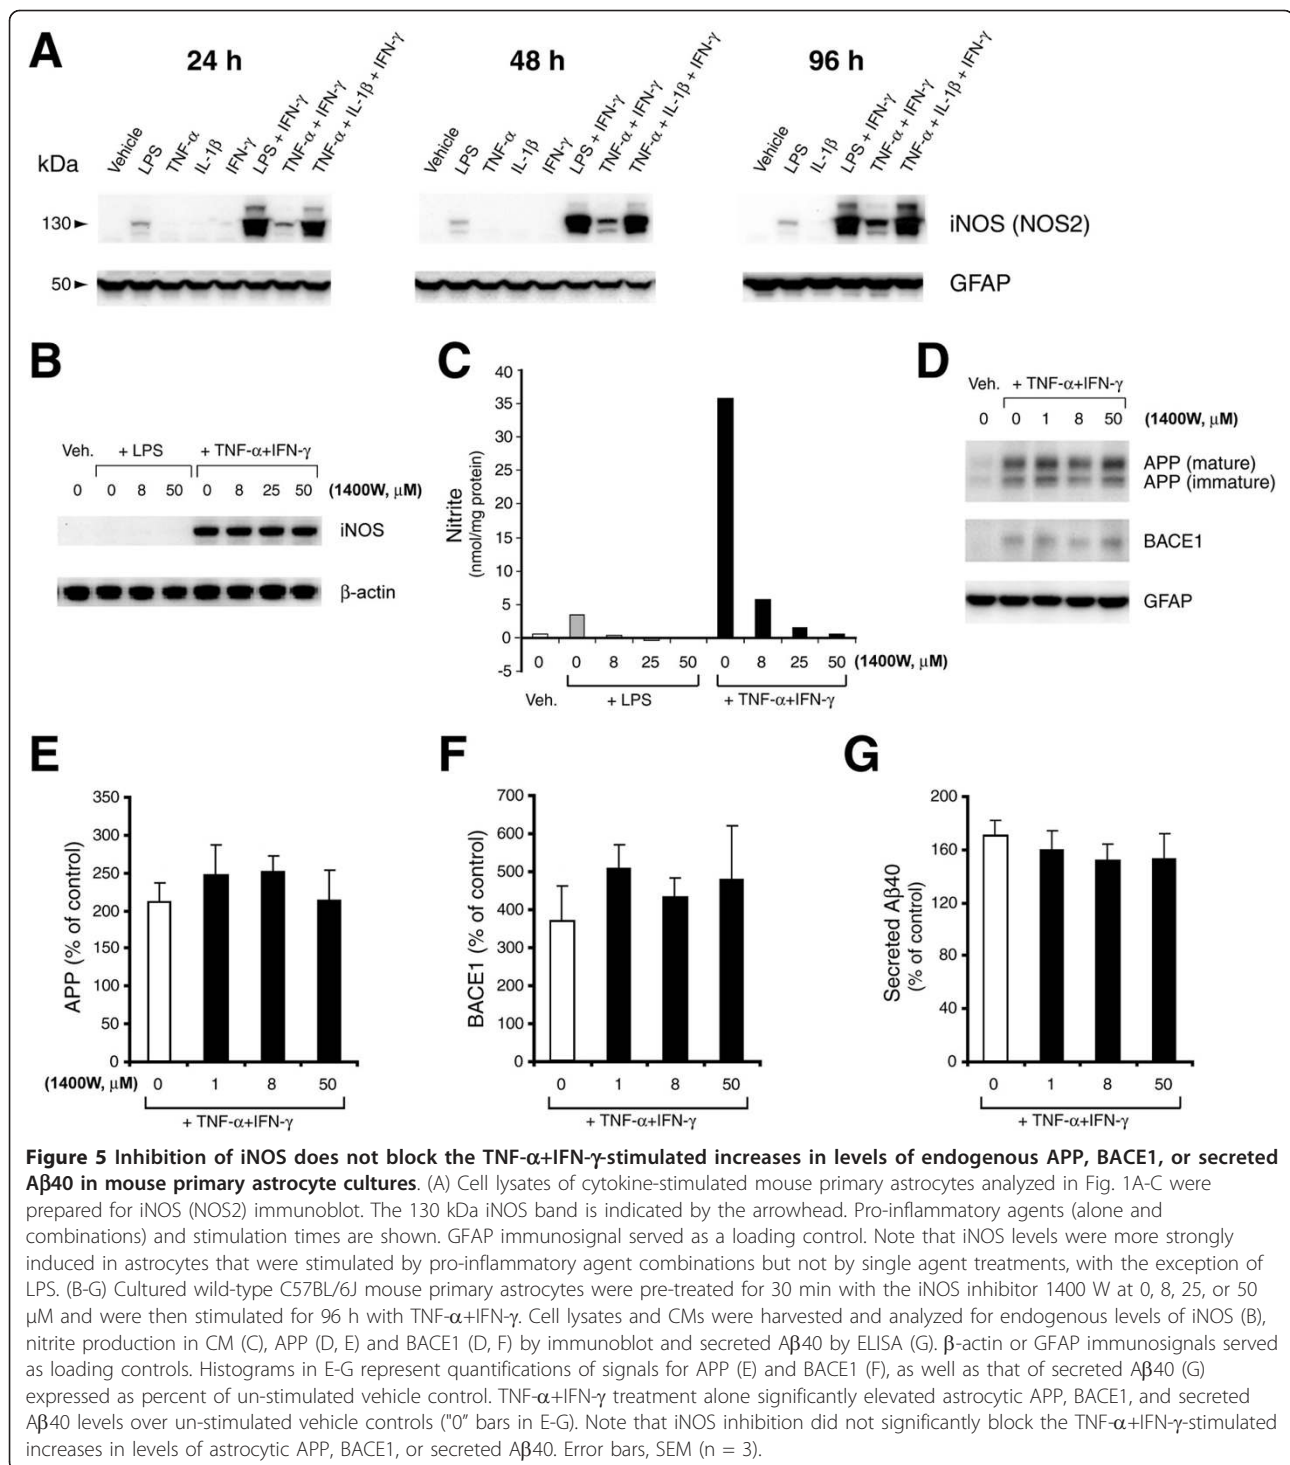 A
24 h
48 h
96 h
Vehicle
LPS
TNF-α
IL-1β
IFN-γ
LPS + IFN-γ
TNF-α + IFN-γ
TNF-α + IL-1β + IFN-γ
Vehicle
LPS
TNF-α
IL-1β
IFN-γ
LPS + IFN-γ
TNF-α + IFN-γ
TNF-α + IL-1β + IFN-γ
Vehicle
LPS
IL-1β
LPS + IFN-γ
TNF-α + IFN-γ
TNF-α + IL-1β + IFN-γ
kDa
130
iNOS (NOS2)
50
GFAP
B
Veh. + LPS + TNF-α+IFN-γ
0 0 8 50 0 8 25 50 (1400W, μM)
iNOS
β-actin
C
Nitrite
(nmol/mg protein)
40
35
30
25
20
15
10
5
0
-5
0 0 8 25 50 0 8 25 50 (1400W, μM)
Veh. + LPS + TNF-α+IFN-γ
D
Veh. + TNF-α+IFN-γ
0 0 1 8 50 (1400W, μM)
APP (mature)
APP (immature)
BACE1
GFAP
E
APP (% of control)
350
300
250
200
150
100
50
0
(1400W, μM) 0 1 8 50
+ TNF-α+IFN-γ
F
BACE1 (% of control)
700
600
500
400
300
200
100
0
0 1 8 50
+ TNF-α+IFN-γ
G
Secreted Aβ40
(% of control)
200
160
120
80
40
0
0 1 8 50
+ TNF-α+IFN-γ
Figure 5 Inhibition of iNOS does not block the TNF-α+IFN-γ-stimulated increases in levels of endogenous APP, BACE1, or secreted
Aβ40 in mouse primary astrocyte cultures. (A) Cell lysates of cytokine-stimulated mouse primary astrocytes analyzed in Fig. 1A-C were
prepared for iNOS (NOS2) immunoblot. The 130 kDa iNOS band is indicated by the arrowhead. Pro-inflammatory agents (alone and
combinations) and stimulation times are shown. GFAP immunosignal served as a loading control. Note that iNOS levels were more strongly
induced in astrocytes that were stimulated by pro-inflammatory agent combinations but not by single agent treatments, with the exception of
LPS. (B-G) Cultured wild-type C57BL/6J mouse primary astrocytes were pre-treated for 30 min with the iNOS inhibitor 1400 W at 0, 8, 25, or 50
μM and were then stimulated for 96 h with TNF-α+IFN-γ. Cell lysates and CMs were harvested and analyzed for endogenous levels of iNOS (B),
nitrite production in CM (C), APP (D, E) and BACE1 (D, F) by immunoblot and secreted Aβ40 by ELISA (G). β-actin or GFAP immunosignals served
as loading controls. Histograms in E-G represent quantifications of signals for APP (E) and BACE1 (F), as well as that of secreted Aβ40 (G)
expressed as percent of un-stimulated vehicle control. TNF-α+IFN-γ treatment alone significantly elevated astrocytic APP, BACE1, and secreted
Aβ40 levels over un-stimulated vehicle controls ("0" bars in E-G). Note that iNOS inhibition did not significantly block the TNF-α+IFN-γ-stimulated
increases in levels of astrocytic APP, BACE1, or secreted Aβ40. Error bars, SEM (n = 3).